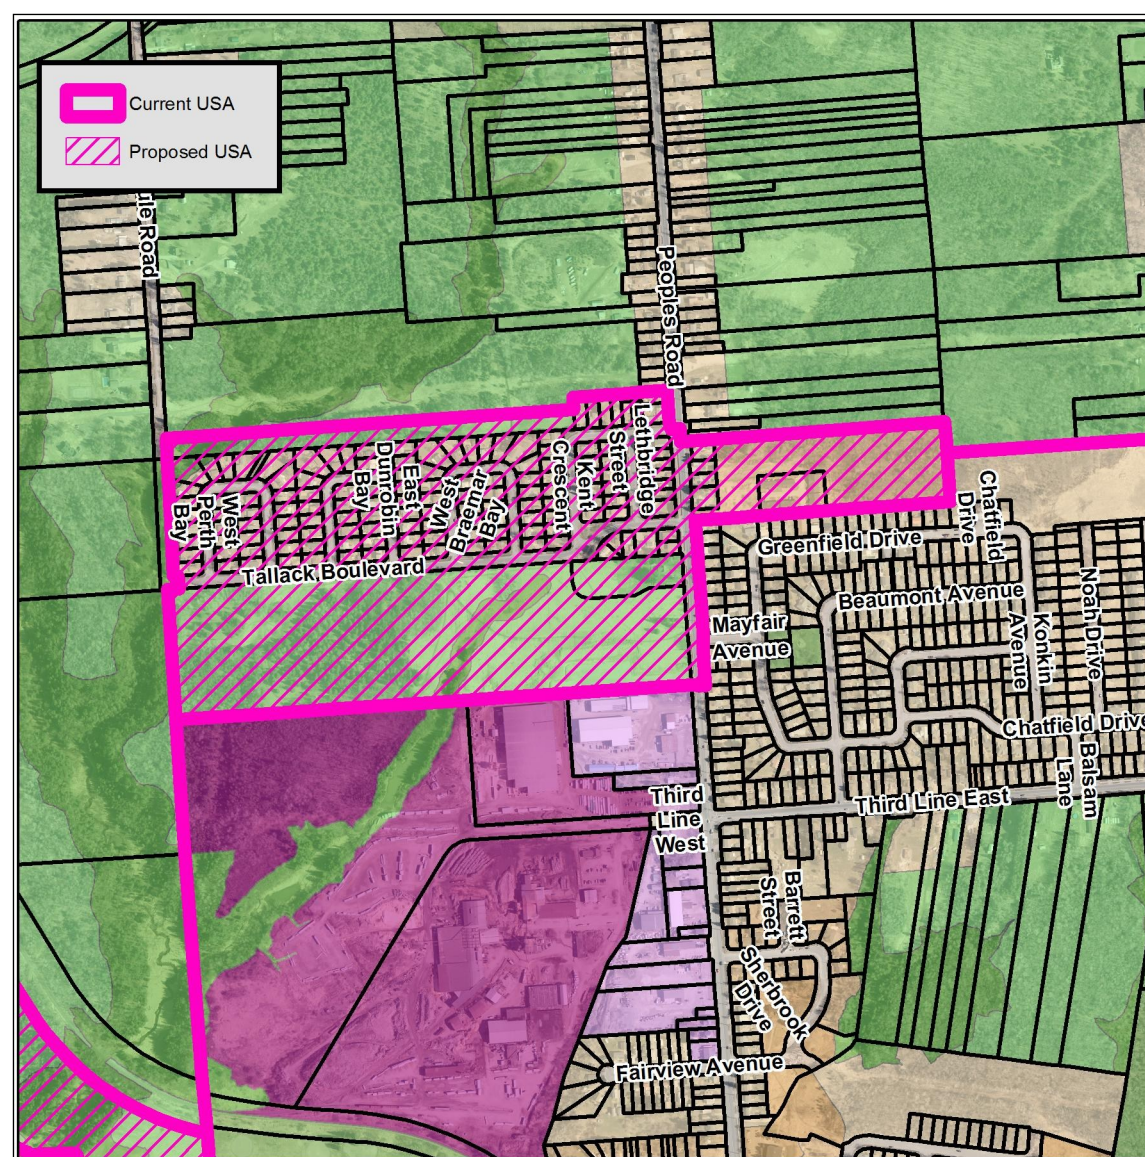 Current USA
Proposed USA
Road
Peoples Road
Lethbridge
Street
Kent
Crescent
Braemar
Bay
West
East
Dunrobin
Bay
West
Perth
Bay
Tallack Boulevard
Chatfield
Drive
Greenfield Drive
Beaumont Avenue
Mayfair
Avenue
Konkin
Avenue
Noah Drive
Chatfield Drive
Balsam
Lane
Third Line East
Third
Line
West
Barrett
Street
Sherbrook
Drive
Fairview Avenue